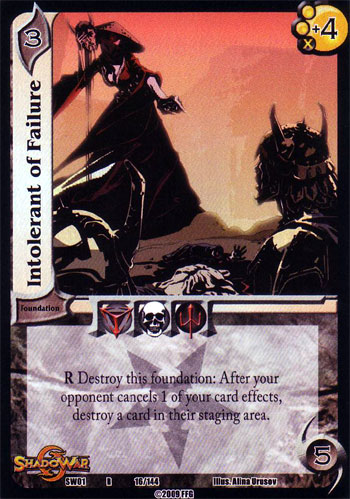 3
+4
X
Intolerant of Failure
Foundation
R Destroy this foundation: After your
opponent cancels 1 of your card effects,
destroy a card in their staging area.
ShadoWar
SW01 R 16/144 Illus. Alina Urusov
5
©2009 FFG